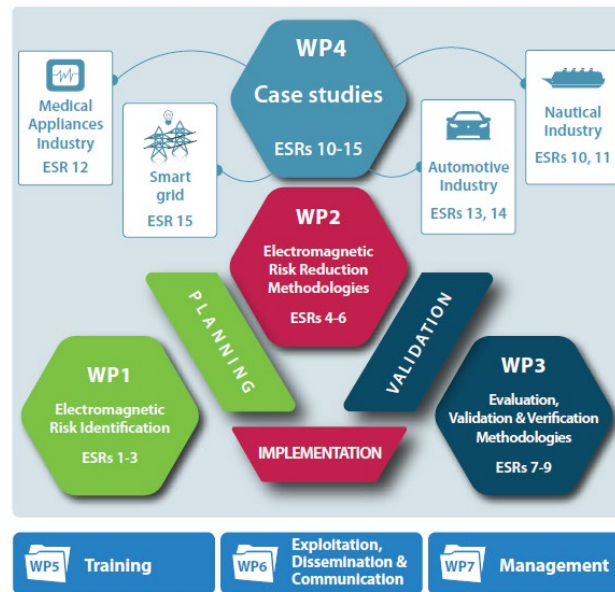 WP4
Case studies
ESRs 10-15
Medical
Appliances
Industry
ESR 12
Smart
grid
ESR 15
Automotive
Industry
ESRs 13, 14
Nautical
Industry
ESRs 10, 11
WP2
Electromagnetic
Risk Reduction
Methodologies
ESRs 4-6
PLANNING
VALIDATION
WP1
Electromagnetic
Risk Identification
ESRs 1-3
IMPLEMENTATION
WP3
Evaluation,
Validation & Verification
Methodologies
ESRs 7-9
WP5 Training
WP6 Exploitation,
Dissemination &
Communication
WP7 Management